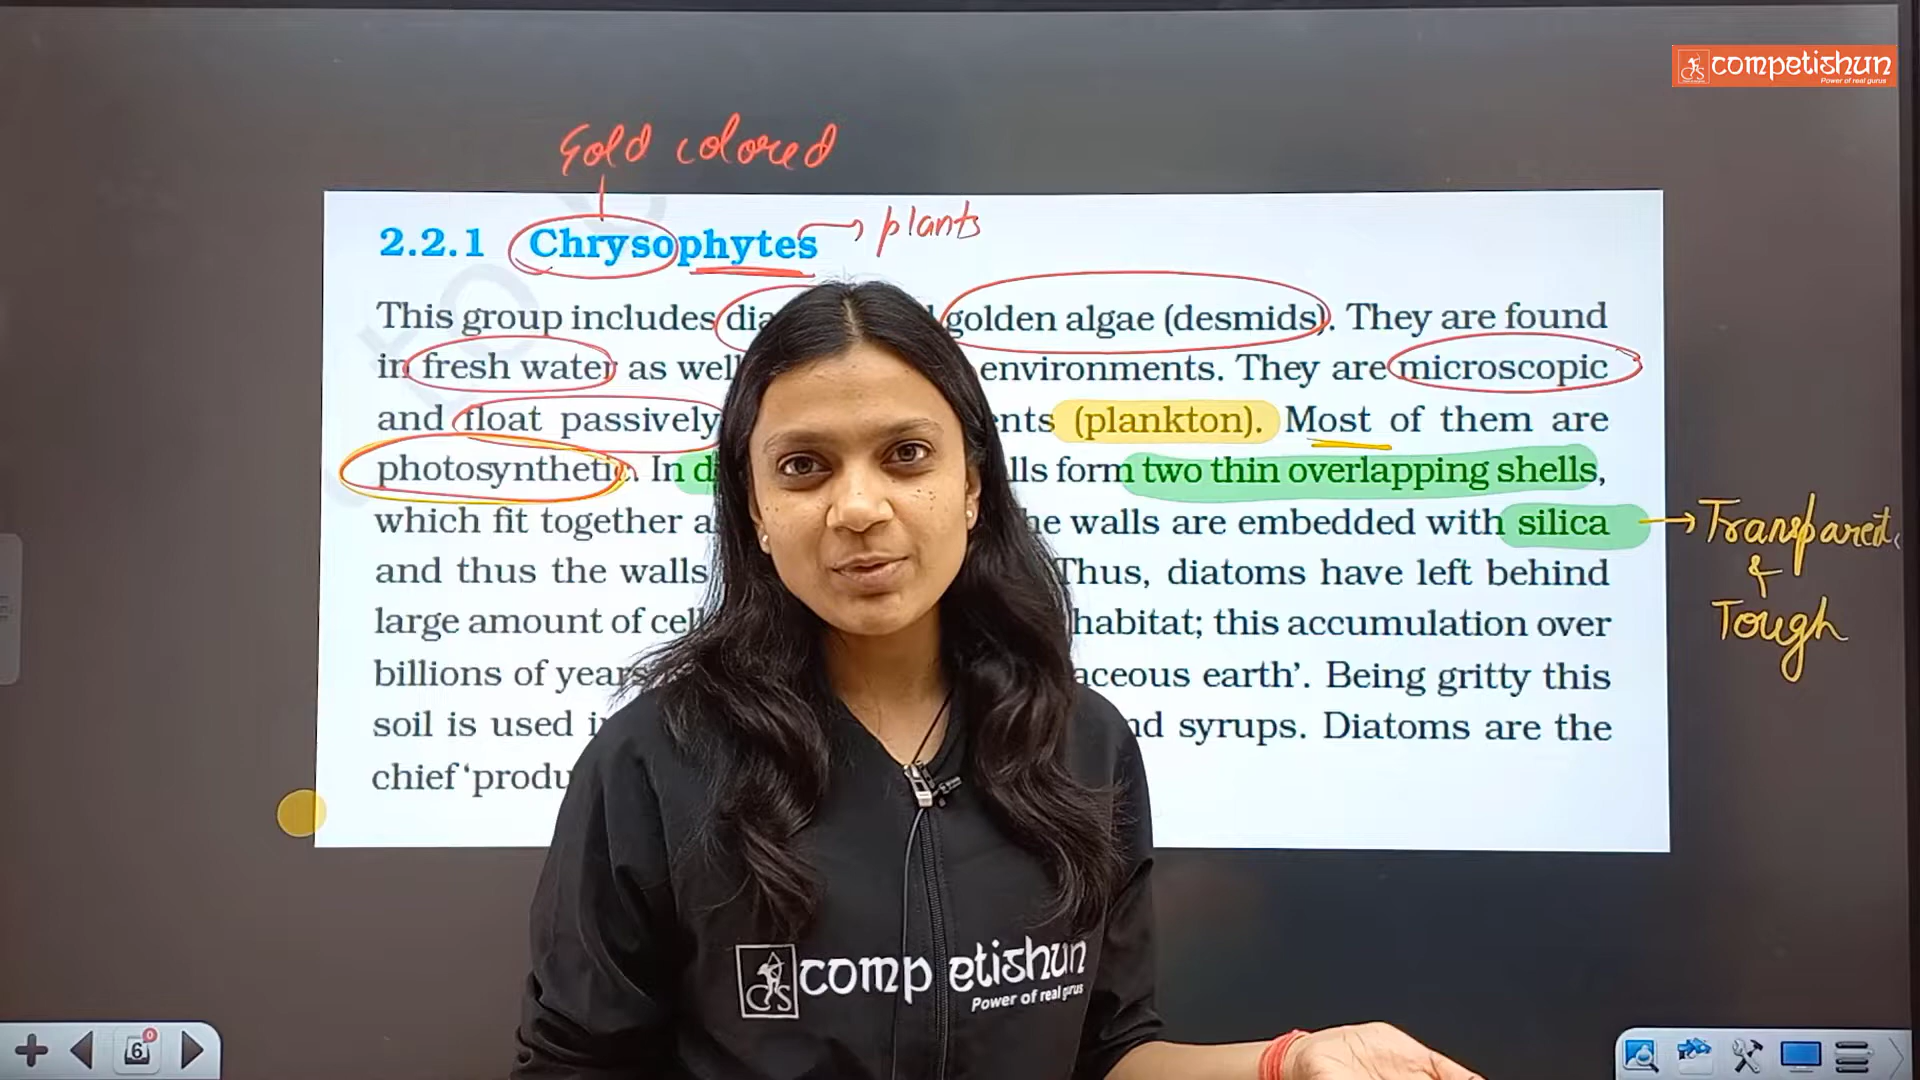 competishun
Power of real gurus
Gold colored
2.2.1 Chrysophytes → plants
This group includes dia golden algae (desmids). They are found
in fresh water as well environments. They are microscopic
and float passively ents (plankton). Most of them are
photosynthetic. In d lls form two thin overlapping shells,
which fit together a he walls are embedded with silica → Transparent
&
Tough
and thus the walls Thus, diatoms have left behind
large amount of cell habitat; this accumulation over
billions of years aceous earth’. Being gritty this
soil is used i nd syrups. Diatoms are the
chief ‘produ
competishun
Power of real gurus
6
0